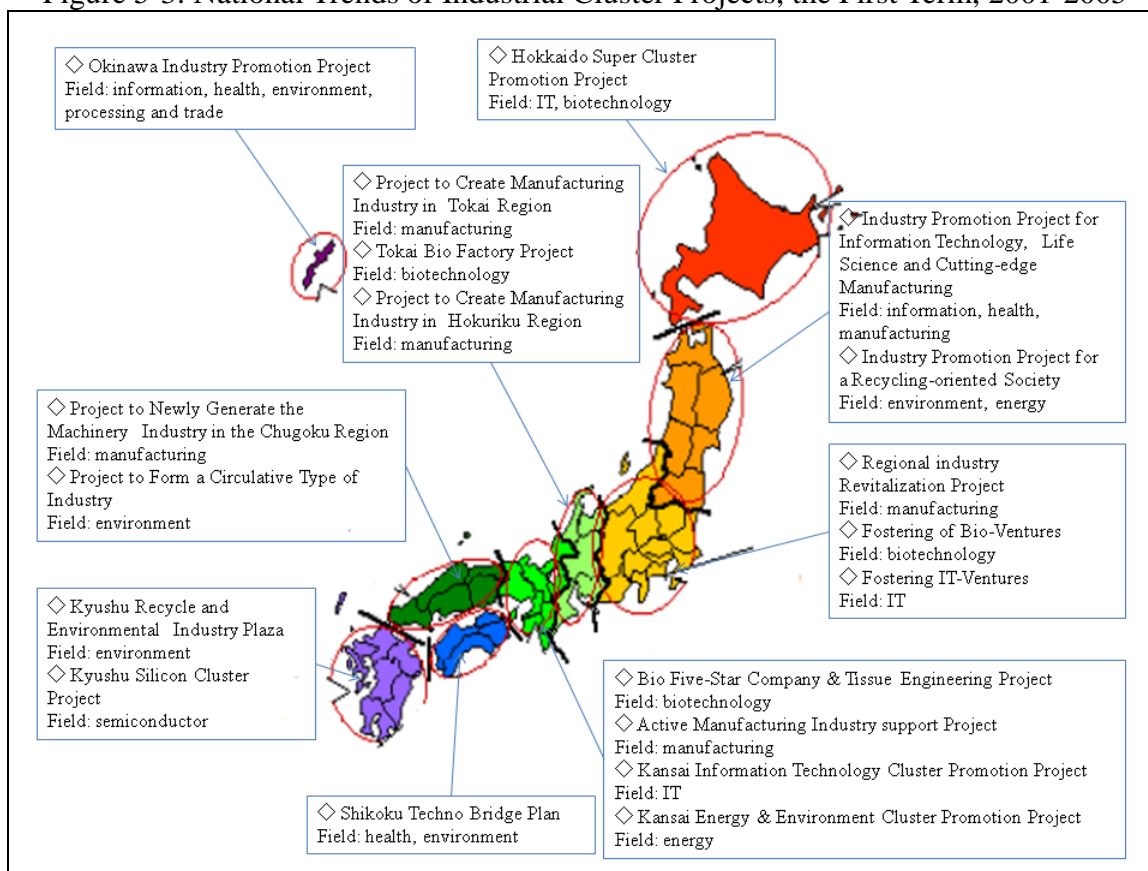 Figure 3-3. National Trends of Industrial Cluster Projects, the First Term, 2001-2005
◇ Okinawa Industry Promotion Project
Field: information, health, environment,
processing and trade
◇ Hokkaido Super Cluster
Promotion Project
Field: IT, biotechnology
◇ Project to Create Manufacturing
Industry in Tokai Region
Field: manufacturing
◇ Tokai Bio Factory Project
Field: biotechnology
◇ Project to Create Manufacturing
Industry in Hokuriku Region
Field: manufacturing
◇ Industry Promotion Project for
Information Technology, Life
Science and Cutting-edge
Manufacturing
Field: information, health,
manufacturing
◇ Industry Promotion Project for
a Recycling-oriented Society
Field: environment, energy
◇ Project to Newly Generate the
Machinery Industry in the Chugoku Region
Field: manufacturing
◇ Project to Form a Circulative Type of
Industry
Field: environment
◇ Regional industry
Revitalization Project
Field: manufacturing
◇ Fostering of Bio-Ventures
Field: biotechnology
◇ Fostering IT-Ventures
Field: IT
◇ Kyushu Recycle and
Environmental Industry Plaza
Field: environment
◇ Kyushu Silicon Cluster
Project
Field: semiconductor
◇ Bio Five-Star Company & Tissue Engineering Project
Field: biotechnology
◇ Active Manufacturing Industry support Project
Field: manufacturing
◇ Kansai Information Technology Cluster Promotion Project
Field: IT
◇ Kansai Energy & Environment Cluster Promotion Project
Field: energy
◇ Shikoku Techno Bridge Plan
Field: health, environment